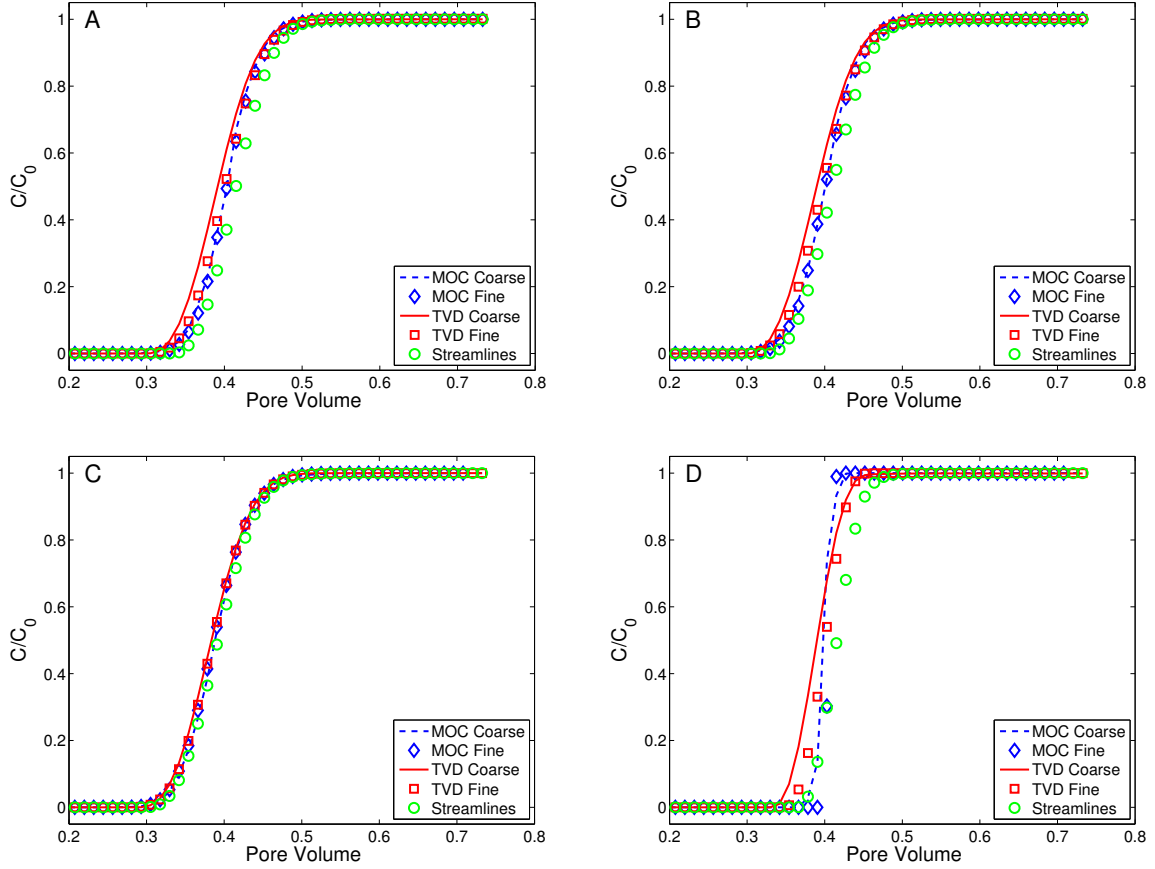 A
C/C0
1
0.8
0.6
0.4
0.2
0
0.2 0.3 0.4 0.5 0.6 0.7 0.8
Pore Volume
MOC Coarse
MOC Fine
TVD Coarse
TVD Fine
Streamlines
B
C/C0
1
0.8
0.6
0.4
0.2
0
0.2 0.3 0.4 0.5 0.6 0.7 0.8
Pore Volume
MOC Coarse
MOC Fine
TVD Coarse
TVD Fine
Streamlines
C
C/C0
1
0.8
0.6
0.4
0.2
0
0.2 0.3 0.4 0.5 0.6 0.7 0.8
Pore Volume
MOC Coarse
MOC Fine
TVD Coarse
TVD Fine
Streamlines
D
C/C0
1
0.8
0.6
0.4
0.2
0
0.2 0.3 0.4 0.5 0.6 0.7 0.8
Pore Volume
MOC Coarse
MOC Fine
TVD Coarse
TVD Fine
Streamlines